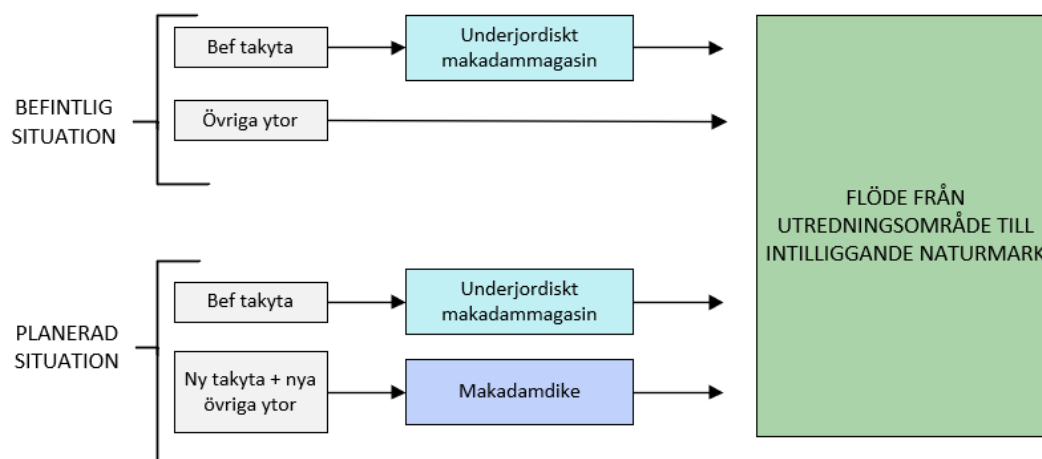 BEFINTLIG
SITUATION
Bef takyta
Underjordiskt
makadammagasin
Övriga ytor
PLANERAD
SITUATION
Bef takyta
Underjordiskt
makadammagasin
Ny takyta + nya
övriga ytor
Makadamdike
FLÖDE FRÅN
UTREDNINGSOMRÅDE TILL
INTILLIGGANDE NATURMARK